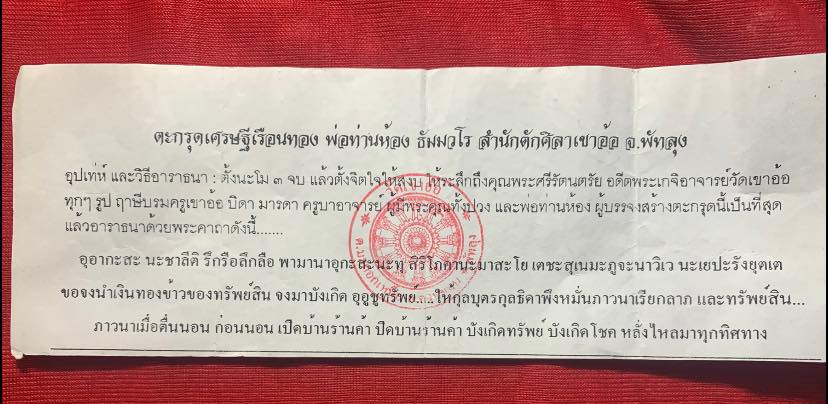 ตะกรุดเศรษฐีเรือนทอง พ่อท่านห้อง ธัมมวโร สำนักตักศิลาเขาอ้อ จ.พัทลุง
อุปเท่ห์ และวิธีอาราธนา : ตั้งนะโม ๓ จบ แล้วตั้งจิตใจให้สงบ ให้ระลึกถึงคุณพระศรีรัตนตรัย อดีตพระเกจิอาจารย์วัดเขาอ้อ
ทุกๆ รูป ฤาษีบรมครูเขาอ้อ บิดา มารดา ครูบาอาจารย์ ผู้มีพระคุณทั้งปวง และพ่อท่านห้อง ผู้บรรจงสร้างตะกรุดนี้เป็นที่สุด
แล้วอาราธนาด้วยพระคาถาดังนี้.......
อุอากะสะ นะชาลีติ รึกรือลึกลือ พามานาอุกะสะนะทุ สิริโภคานะมาสะโย เตชะสุเนมะภูจะนาวิเว นะเยปะรังยุตเต
ขอจงนำเงินทองข้าวของทรัพย์สิน จงมาบังเกิด อุอูชูทรัพย์....ให้กุลบุตรกุลธิดาพึงหมั่นภาวนาเรียกลาภ และทรัพย์สิน...
ภาวนาเมื่อตื่นนอน ก่อนนอน เปิดบ้านร้านค้า ปิดบ้านร้านค้า บังเกิดทรัพย์ บังเกิดโชค หลั่งไหลมาทุกทิศทาง